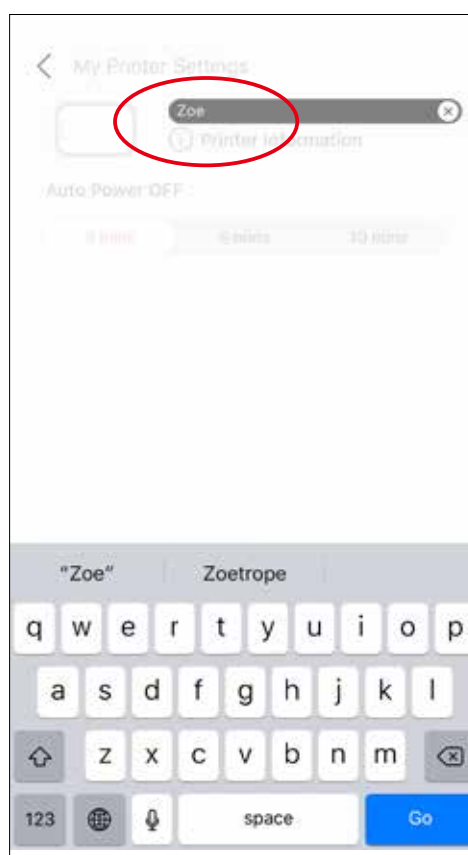 My Printer Settings
Zoe
Printer information
Auto Power OFF :
6 mins 10 mins
"Zoe" Zoetrope
q w e r t y u i o p
a s d f g h j k l
z x c v b n m
123 space Go